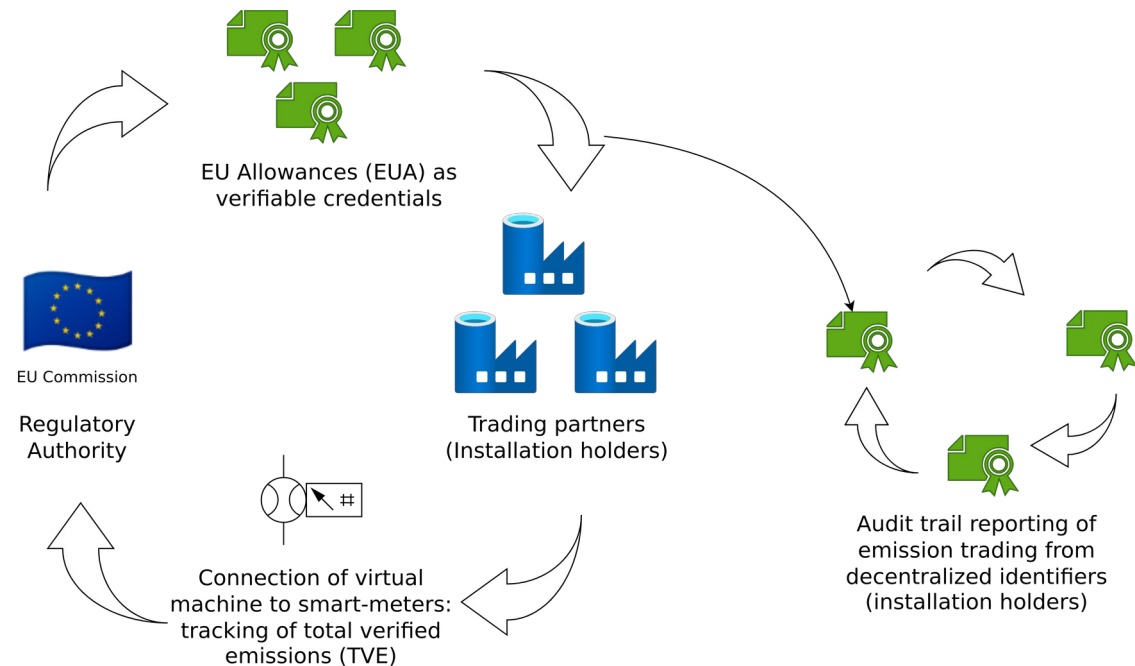 EU Allowances (EUA) as
verifiable credentials
EU Commission
Regulatory
Authority
Trading partners
(Installation holders)
#
Connection of virtual
machine to smart-meters:
tracking of total verified
emissions (TVE)
Audit trail reporting of
emission trading from
decentralized identifiers
(installation holders)